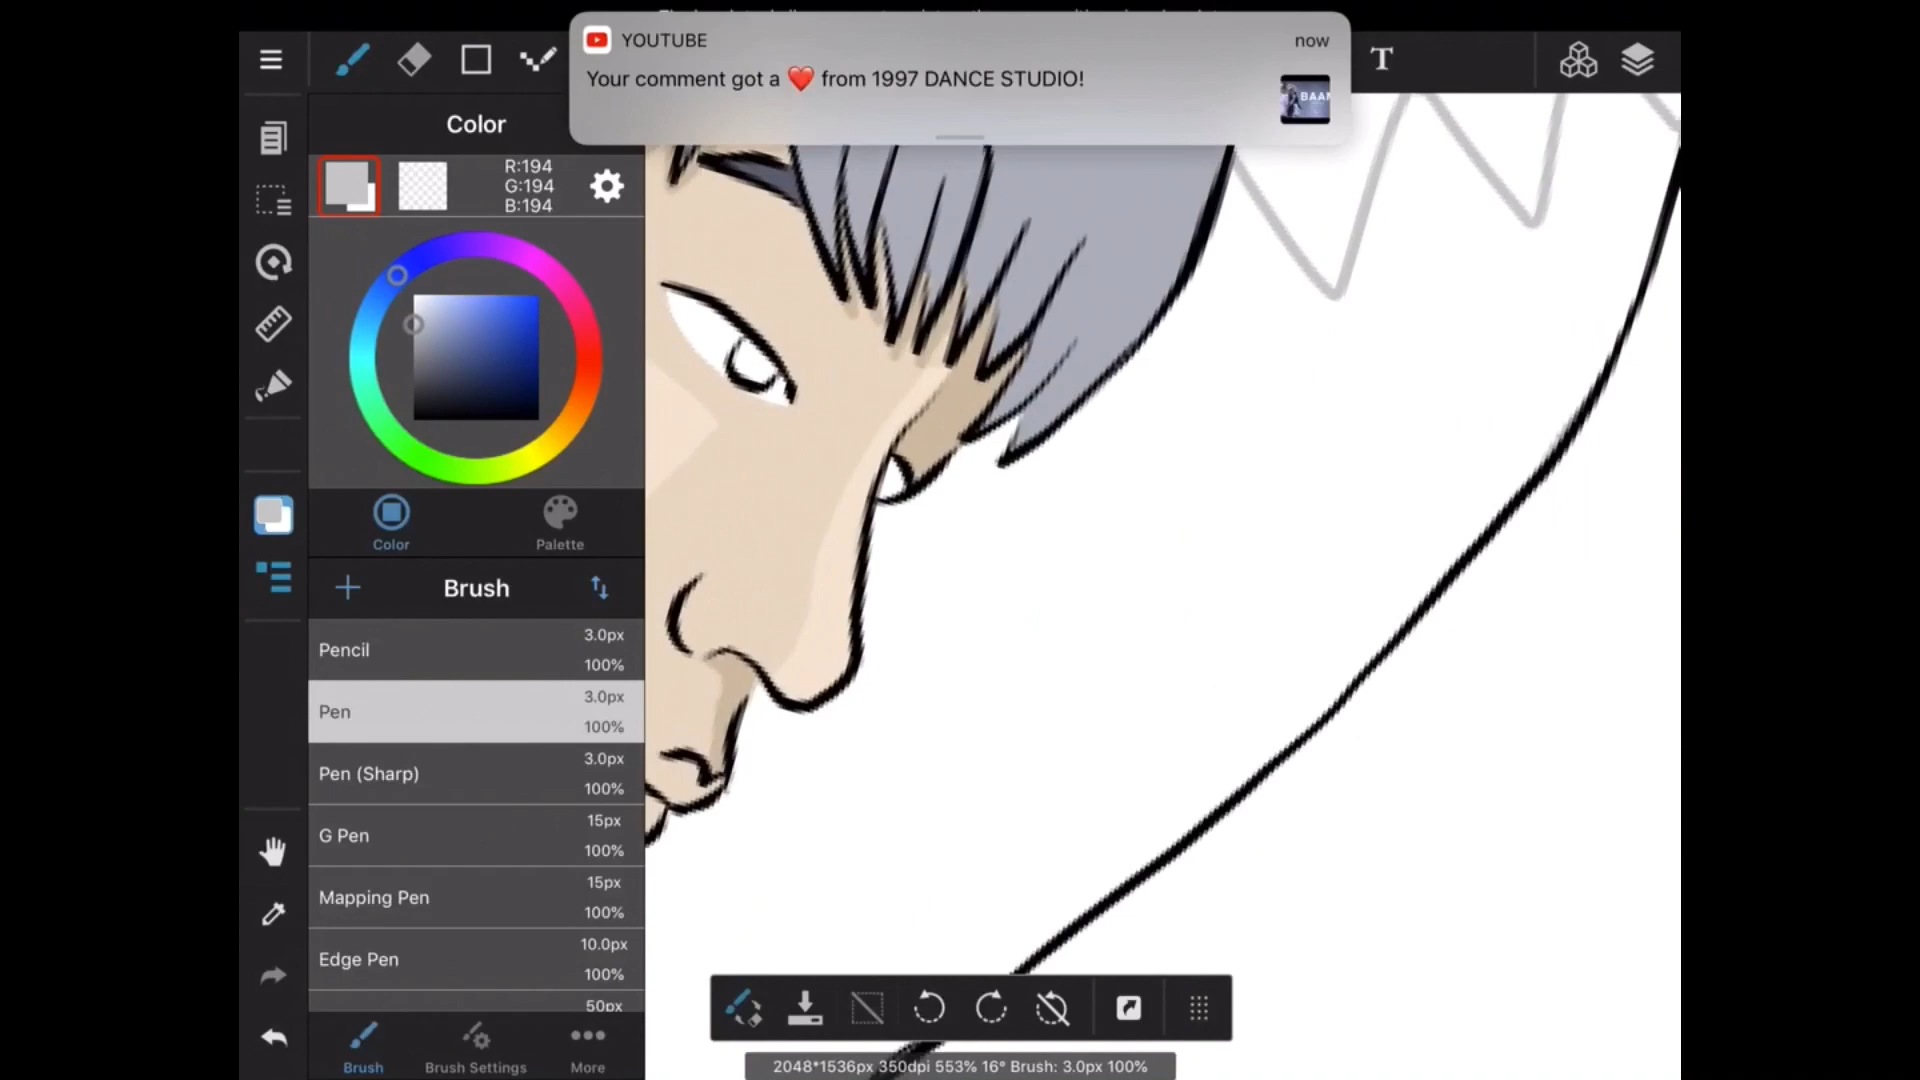 YOUTUBE
now
Your comment got a ❤️ from 1997 DANCE STUDIO!
BAAM
T
Color
R:194
G:194
B:194
Color
Palette
Brush
Pencil
3.0px
100%
Pen
3.0px
100%
Pen (Sharp)
3.0px
100%
G Pen
15px
100%
Mapping Pen
15px
100%
Edge Pen
10.0px
100%
50px
Brush
Brush Settings
More
2048*1536px 350dpi 553% 16° Brush: 3.0px 100%